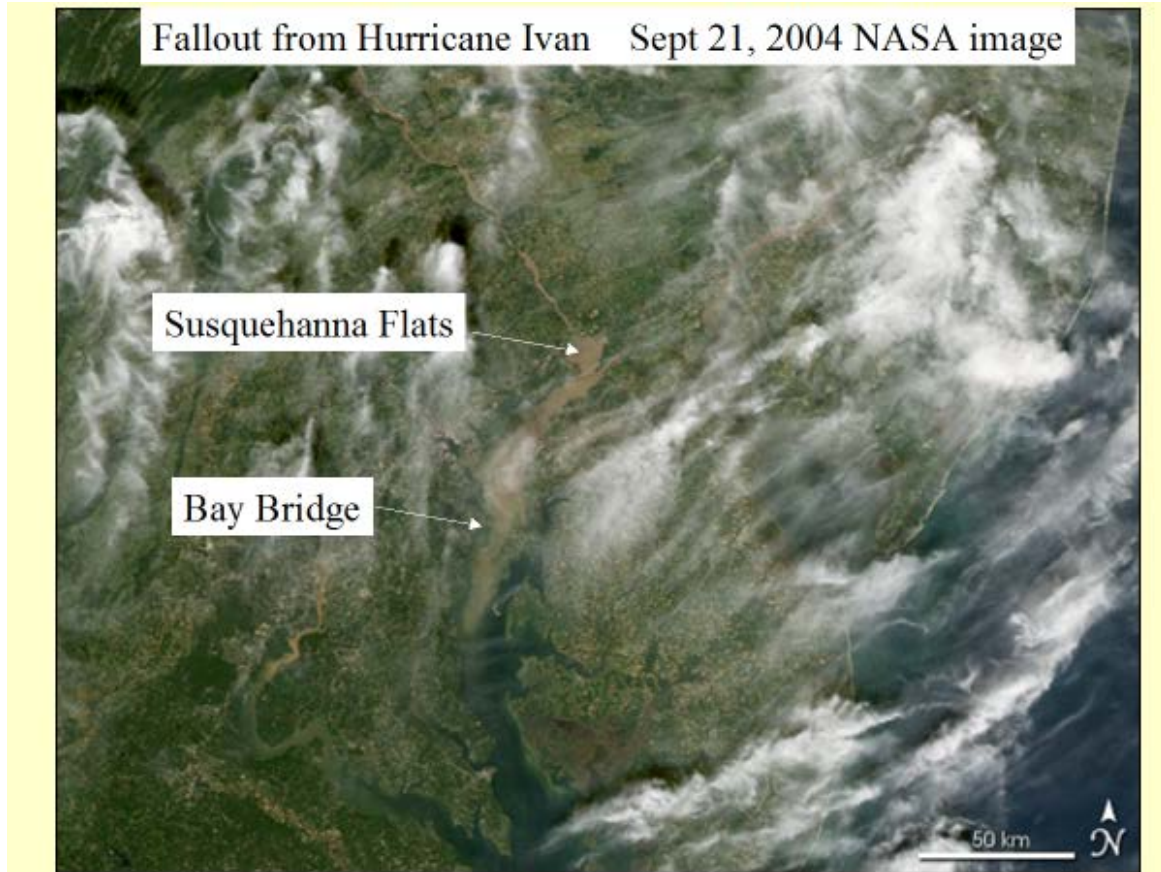 Fallout from Hurricane Ivan Sept 21, 2004 NASA image
Susquehanna Flats
Bay Bridge
50 km
N